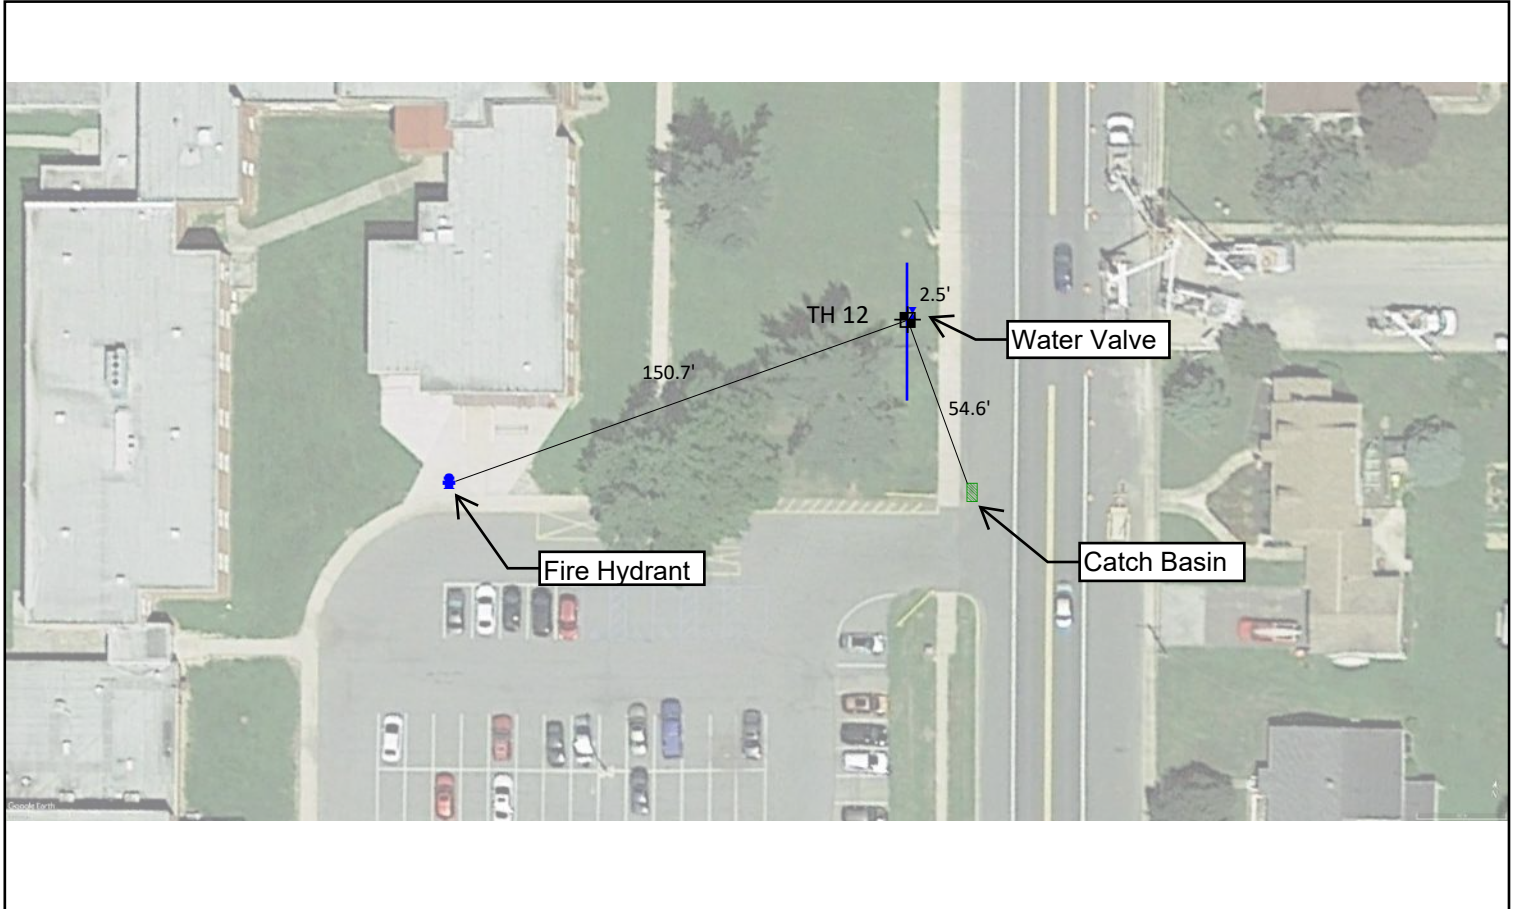 2.5'
TH 12
Water Valve
150.7'
54.6'
Catch Basin
Fire Hydrant
Google Earth